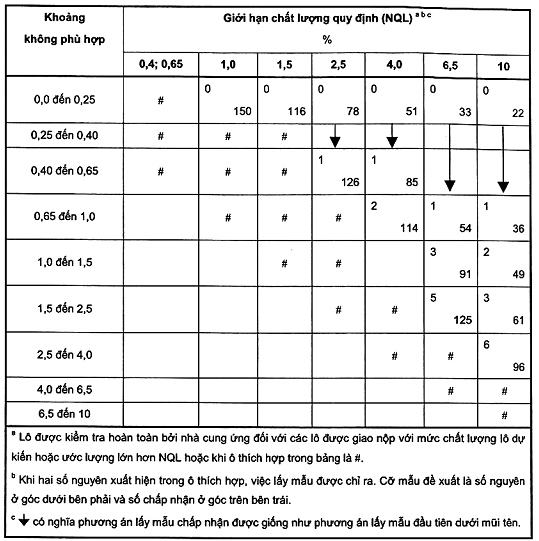 Khoảng không phù hợp
Giới hạn chất lượng quy định (NQL) a b c
%
0,4; 0,65 1,0 1,5 2,5 4,0 6,5 10
0,0 đến 0,25 # 0 150 0 116 0 78 0 51 0 33 0 22
0,25 đến 0,40 # # # ↓ ↓ ↓ ↓
0,40 đến 0,65 # # # 1 126 1 85
0,65 đến 1,0 # # # 2 114 1 54 1 36
1,0 đến 1,5 # # 3 91 2 49
1,5 đến 2,5 # # 5 125 3 61
2,5 đến 4,0 # # 6 96
4,0 đến 6,5 # #
6,5 đến 10 #
a Lô được kiểm tra hoàn toàn bởi nhà cung ứng đối với các lô được giao nộp với mức chất lượng lô dự
kiến hoặc ước lượng lớn hơn NQL hoặc khi ô thích hợp trong bảng là #.
b Khi hai số nguyên xuất hiện trong ô thích hợp, việc lấy mẫu được chỉ ra. Cỡ mẫu đề xuất là số nguyên
ở góc dưới bên phải và số chấp nhận ở góc trên bên trái.
c ↓ có nghĩa phương án lấy mẫu chấp nhận được giống như phương án lấy mẫu đầu tiên dưới mũi tên.